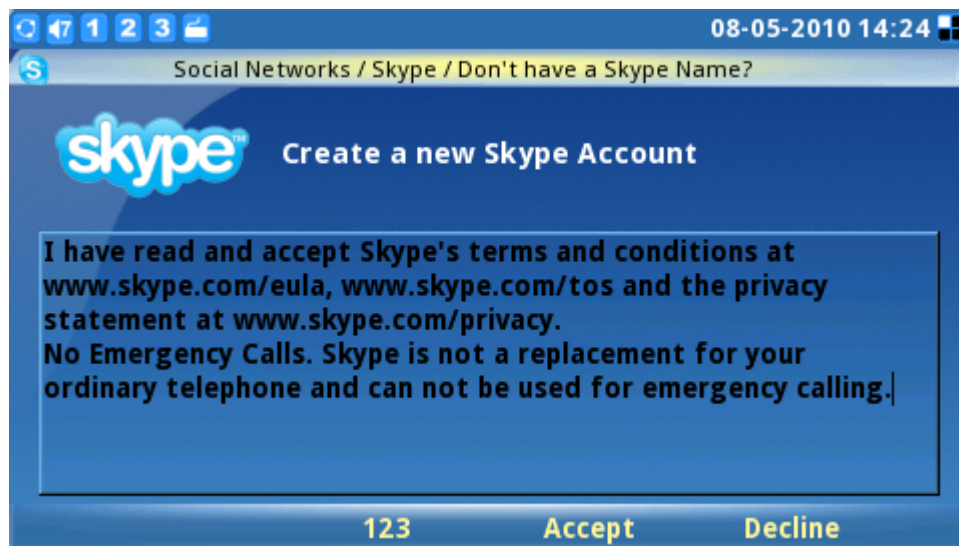 7 1 2 3 08-05-2010 14:24
S Social Networks / Skype / Don't have a Skype Name?
skype™ Create a new Skype Account
I have read and accept Skype's terms and conditions at
www.skype.com/eula, www.skype.com/tos and the privacy
statement at www.skype.com/privacy.
No Emergency Calls. Skype is not a replacement for your
ordinary telephone and can not be used for emergency calling.
123 Accept Decline